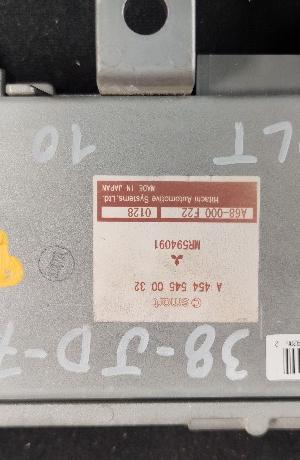 smart
A 454 545 00 32
MR594091
A68-000 F22 0128
Hitachi Automotive Systems, Ltd.
MADE IN JAPAN
38-JD-7
LT
10